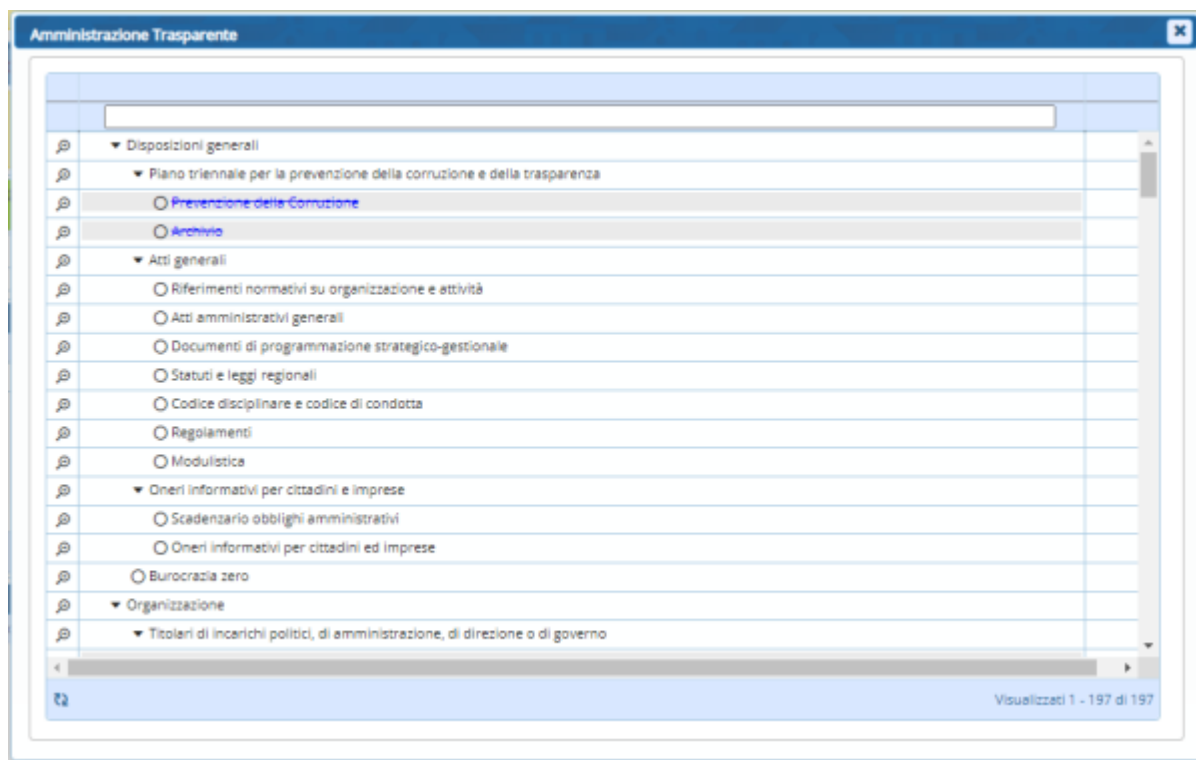 Amministrazione Trasparente
Disposizioni generali
Piano triennale per la prevenzione della corruzione e della trasparenza
Prevenzione della Corruzione
Archivio
Atti generali
Riferimenti normativi su organizzazione e attività
Atti amministrativi generali
Documenti di programmazione strategico-gestionale
Statuti e leggi regionali
Codice disciplinare e codice di condotta
Regolamenti
Modulistica
Oneri informativi per cittadini e imprese
Scadenzario obblighi amministrativi
Oneri informativi per cittadini ed imprese
Burocrazia zero
Organizzazione
Titolari di incarichi politici, di amministrazione, di direzione o di governo
Visualizzati 1 - 197 di 197